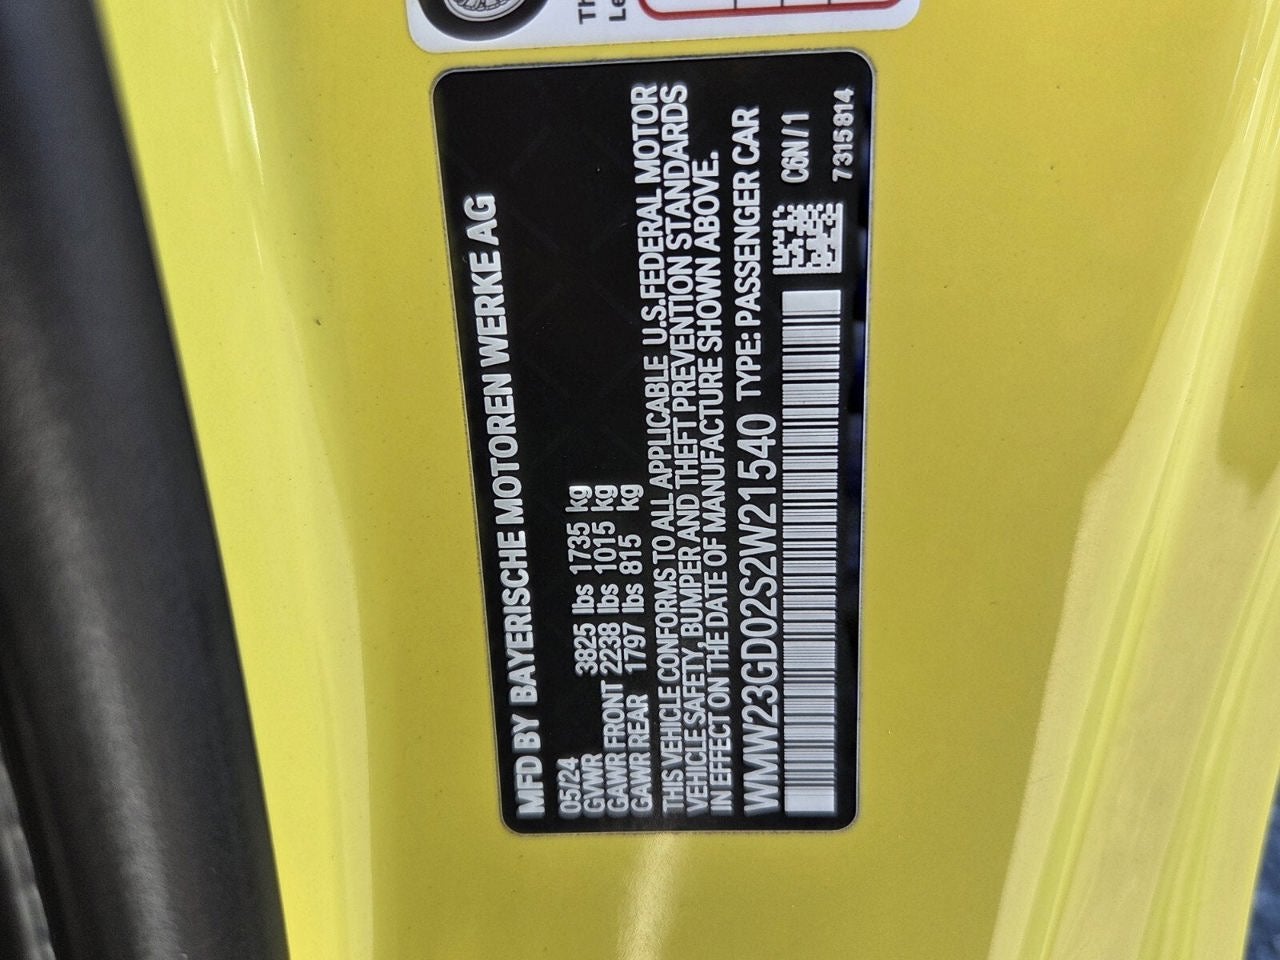 MFD BY BAYERISCHE MOTOREN WERKE AG
05/24
GVWR 3825 lbs 1735 kg
GAWR FRONT 2238 lbs 1015 kg
GAWR REAR 1797 lbs 815 kg
THIS VEHICLE CONFORMS TO ALL APPLICABLE U.S.FEDERAL MOTOR
VEHICLE SAFETY, BUMPER AND THEFT PREVENTION STANDARDS
IN EFFECT ON THE DATE OF MANUFACTURE SHOWN ABOVE.
WMW23GD02S2W21540 TYPE: PASSENGER CAR
C6N/1
7315814